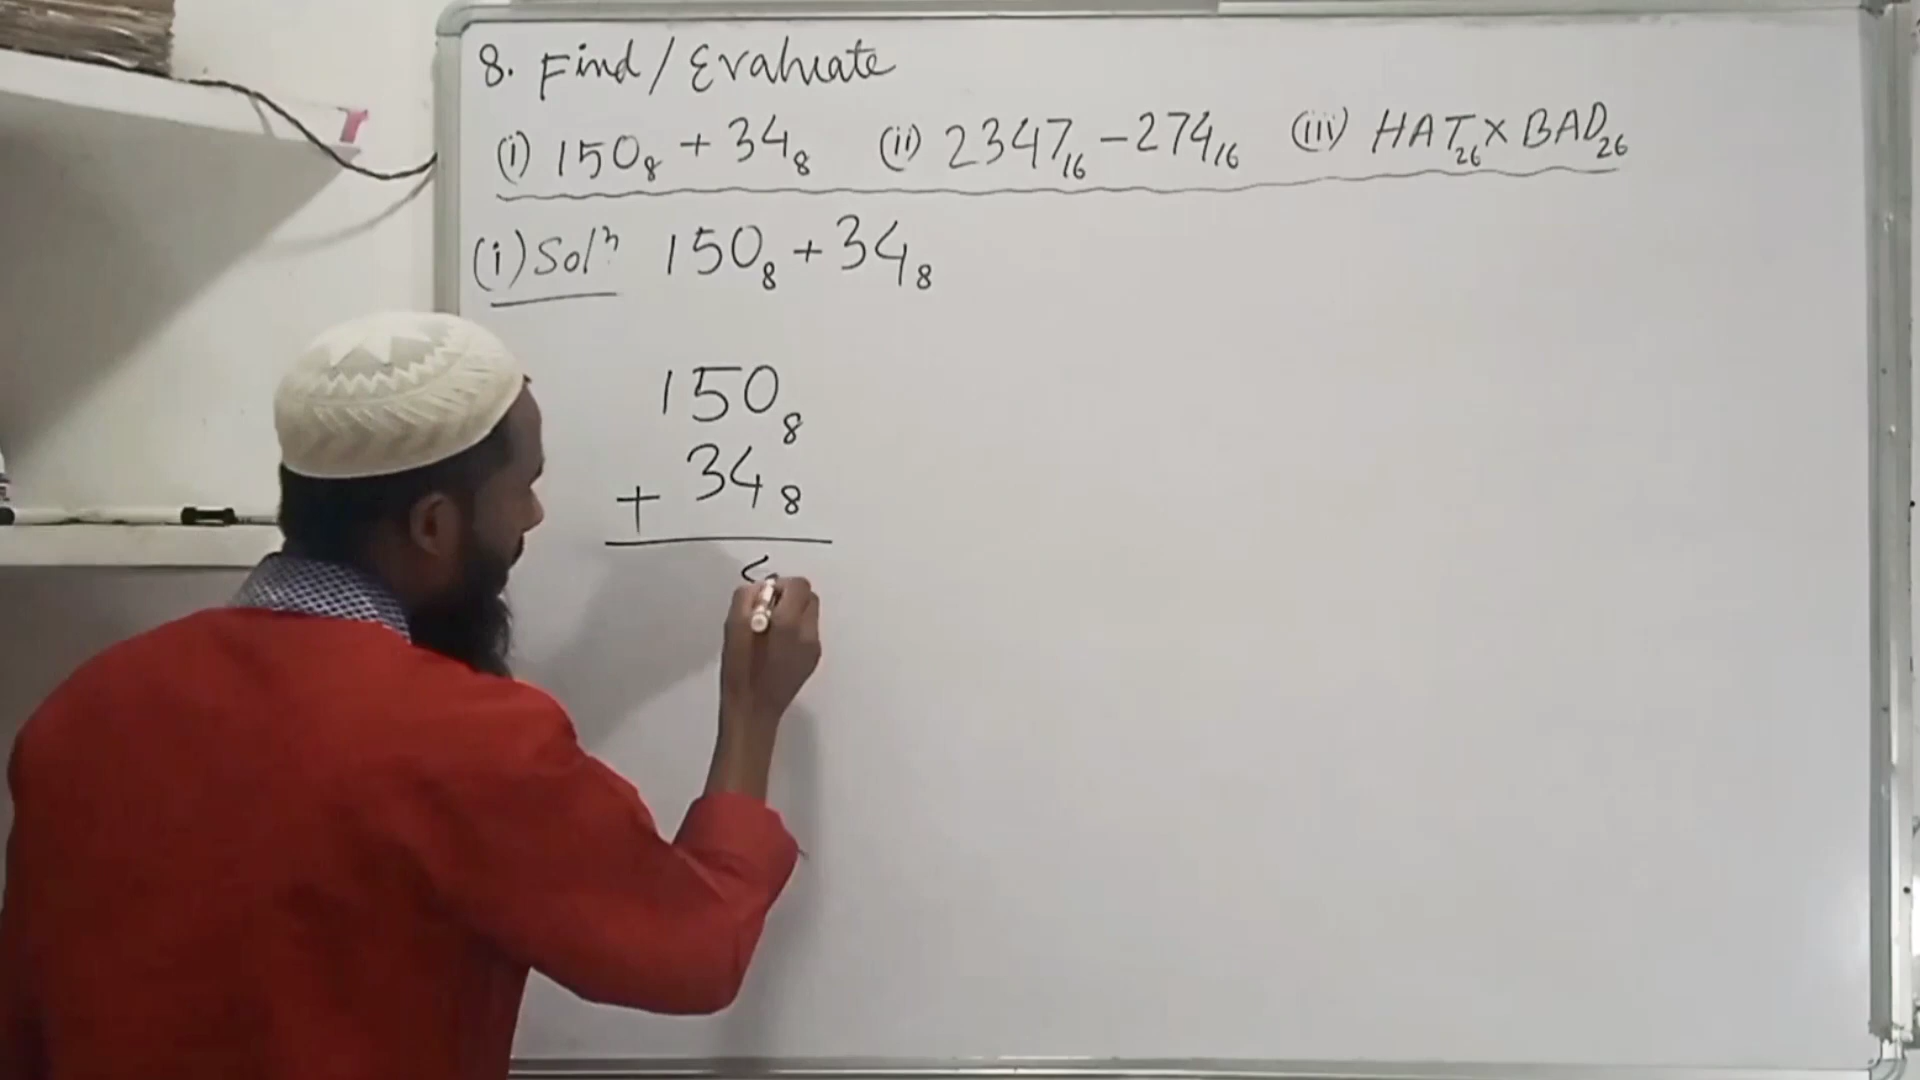 8. Find / Evaluate
(i) 150₈ + 34₈ (ii) 2347₁₆ - 274₁₆ (iii) HAT₂₆ × BAD₂₆
(i) Solⁿ 150₈ + 34₈
150₈
+ 34₈